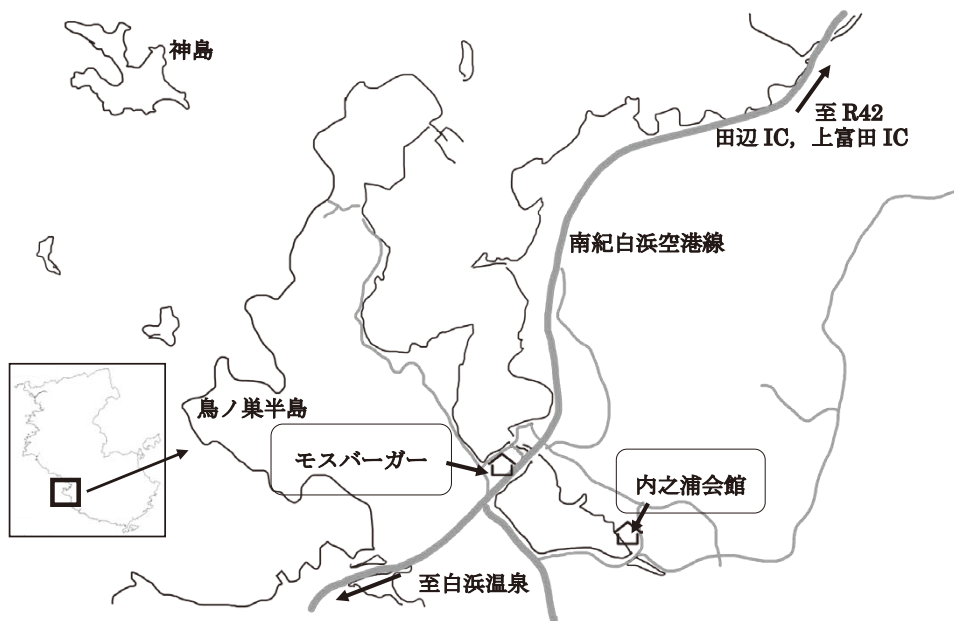 神島
至 R42
田辺 IC，上富田 IC
南紀白浜空港線
鳥ノ巣半島
モスバーガー
内之浦会館
至白浜温泉